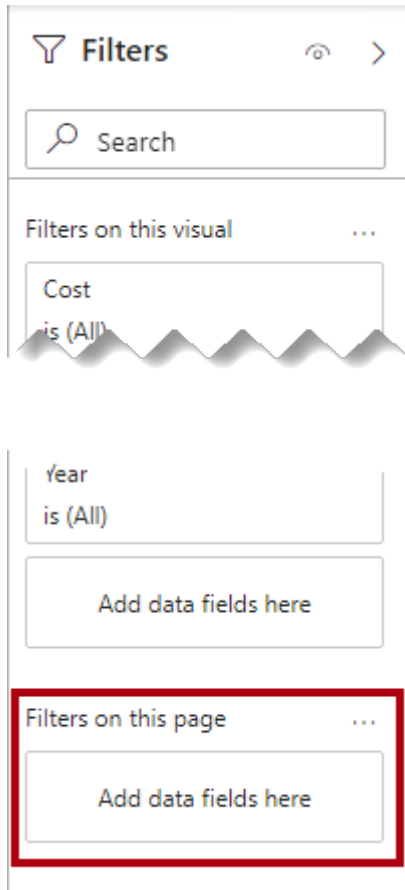 Filters
Search
Filters on this visual
...
Cost
is (All)
Year
is (All)
Add data fields here
Filters on this page
...
Add data fields here